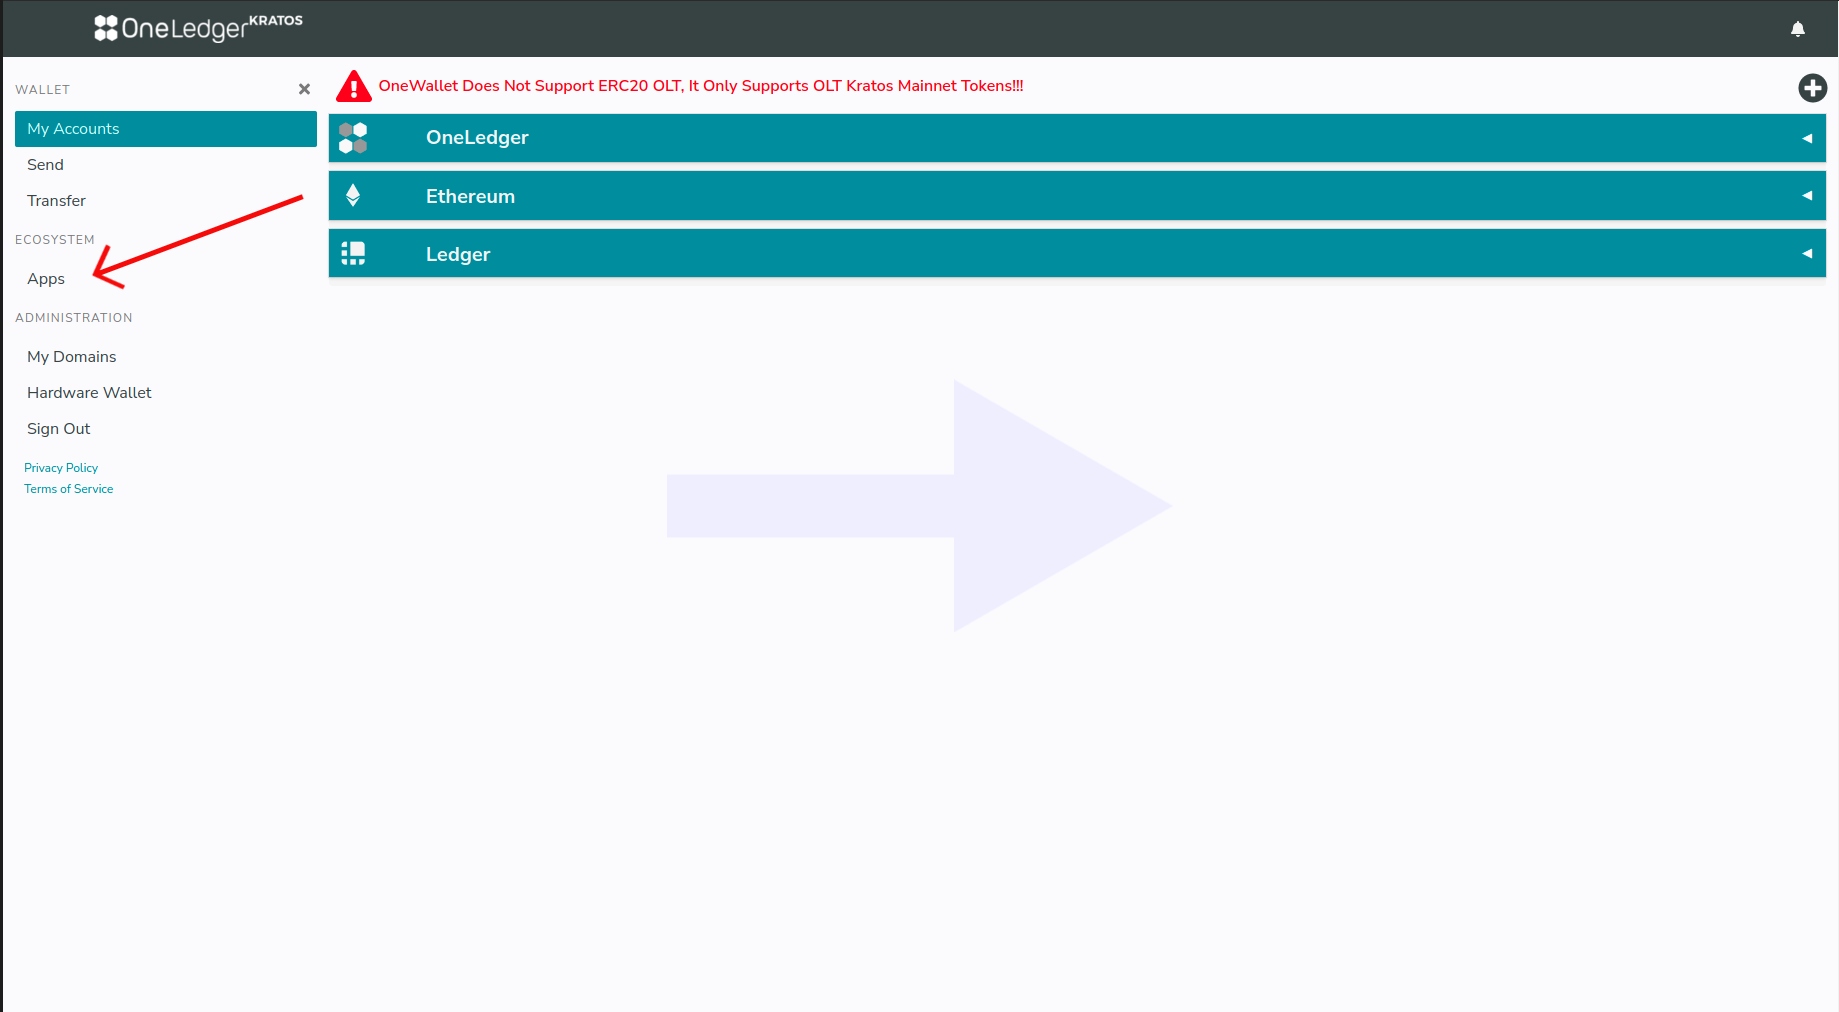 OneLedger KRATOS
WALLET
My Accounts
Send
Transfer
ECOSYSTEM
Apps
ADMINISTRATION
My Domains
Hardware Wallet
Sign Out
Privacy Policy
Terms of Service
OneWallet Does Not Support ERC20 OLT, It Only Supports OLT Kratos Mainnet Tokens!!!
OneLedger
Ethereum
Ledger